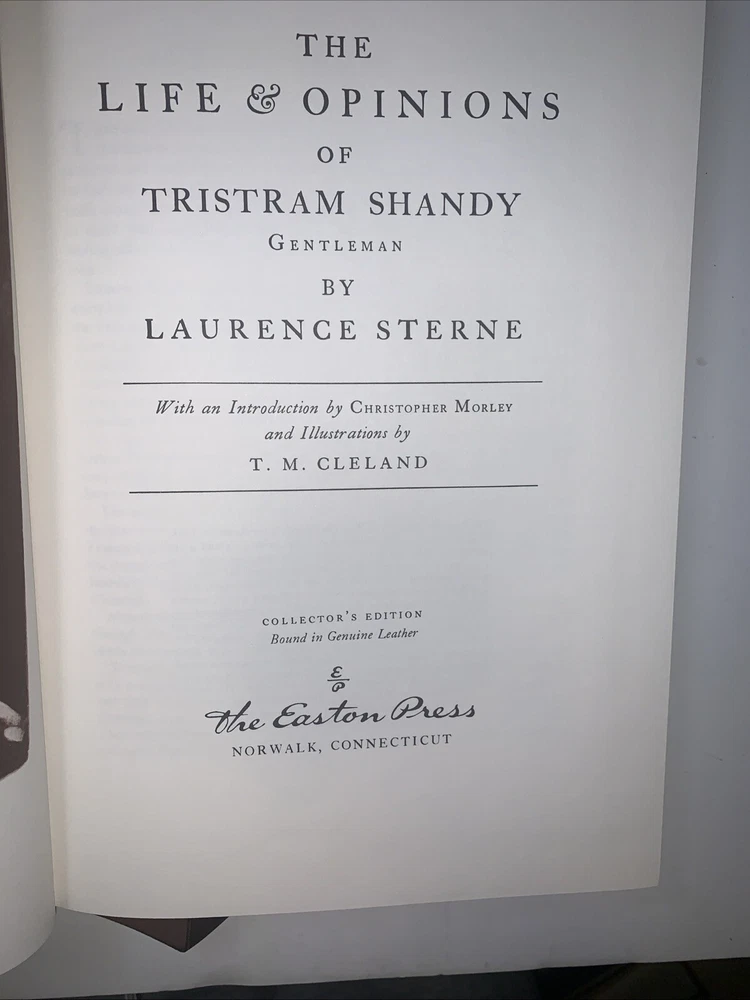 THE
LIFE & OPINIONS
OF
TRISTRAM SHANDY
GENTLEMAN
BY
LAURENCE STERNE
With an Introduction by CHRISTOPHER MORLEY
and Illustrations by
T. M. CLELAND
COLLECTOR'S EDITION
Bound in Genuine Leather
E
P
The Easton Press
NORWALK, CONNECTICUT